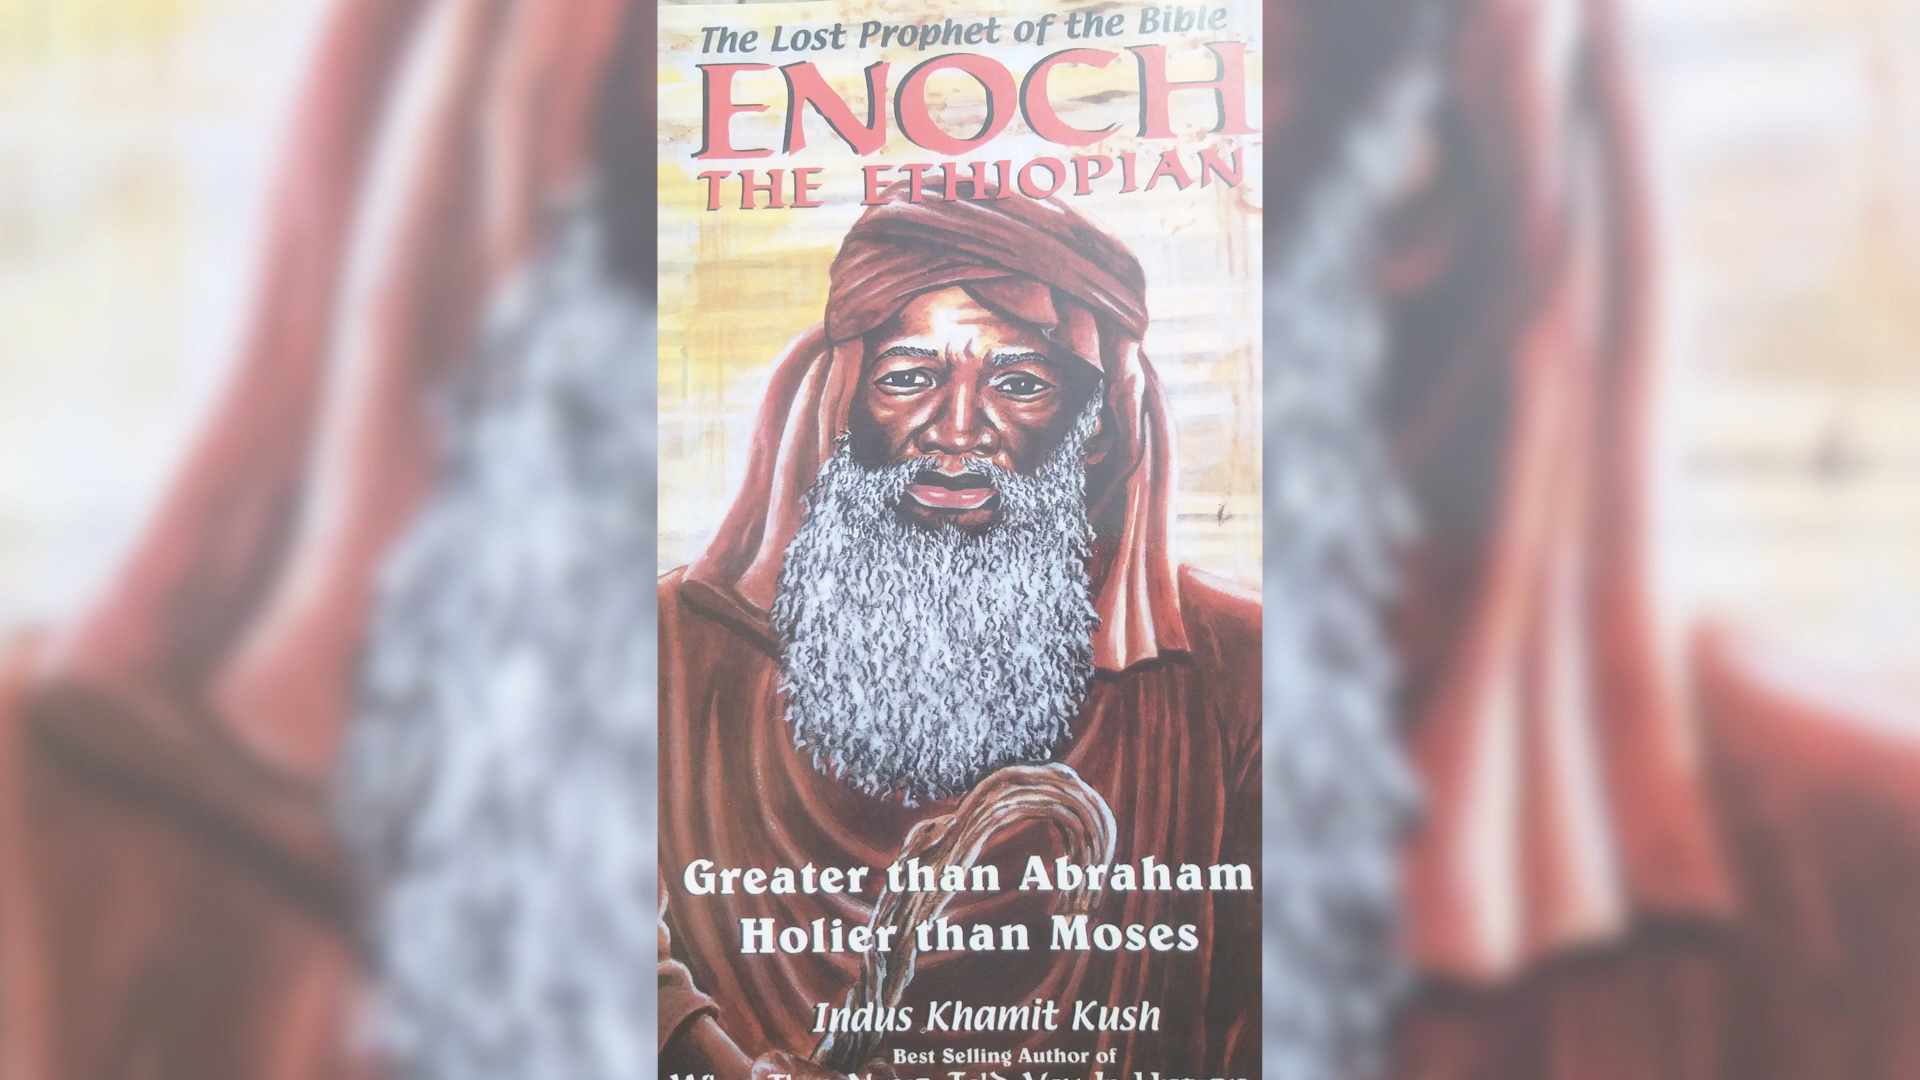 The Lost Prophet of the Bible
ENOCH
THE ETHIOPIAN
Greater than Abraham
Holier than Moses
Indus Khamit Kush
Best Selling Author of